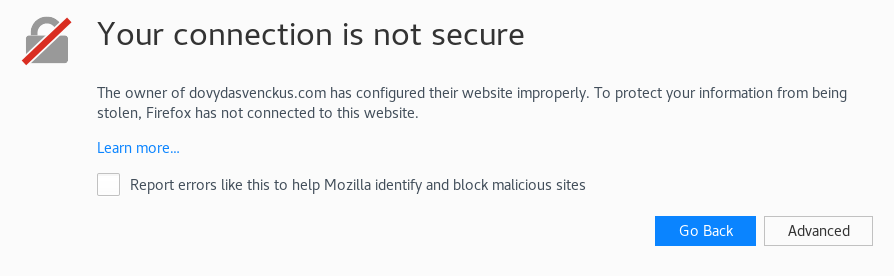 Your connection is not secure
The owner of dovydasvenckus.com has configured their website improperly. To protect your information from being
stolen, Firefox has not connected to this website.
Learn more...
Report errors like this to help Mozilla identify and block malicious sites
Go Back
Advanced